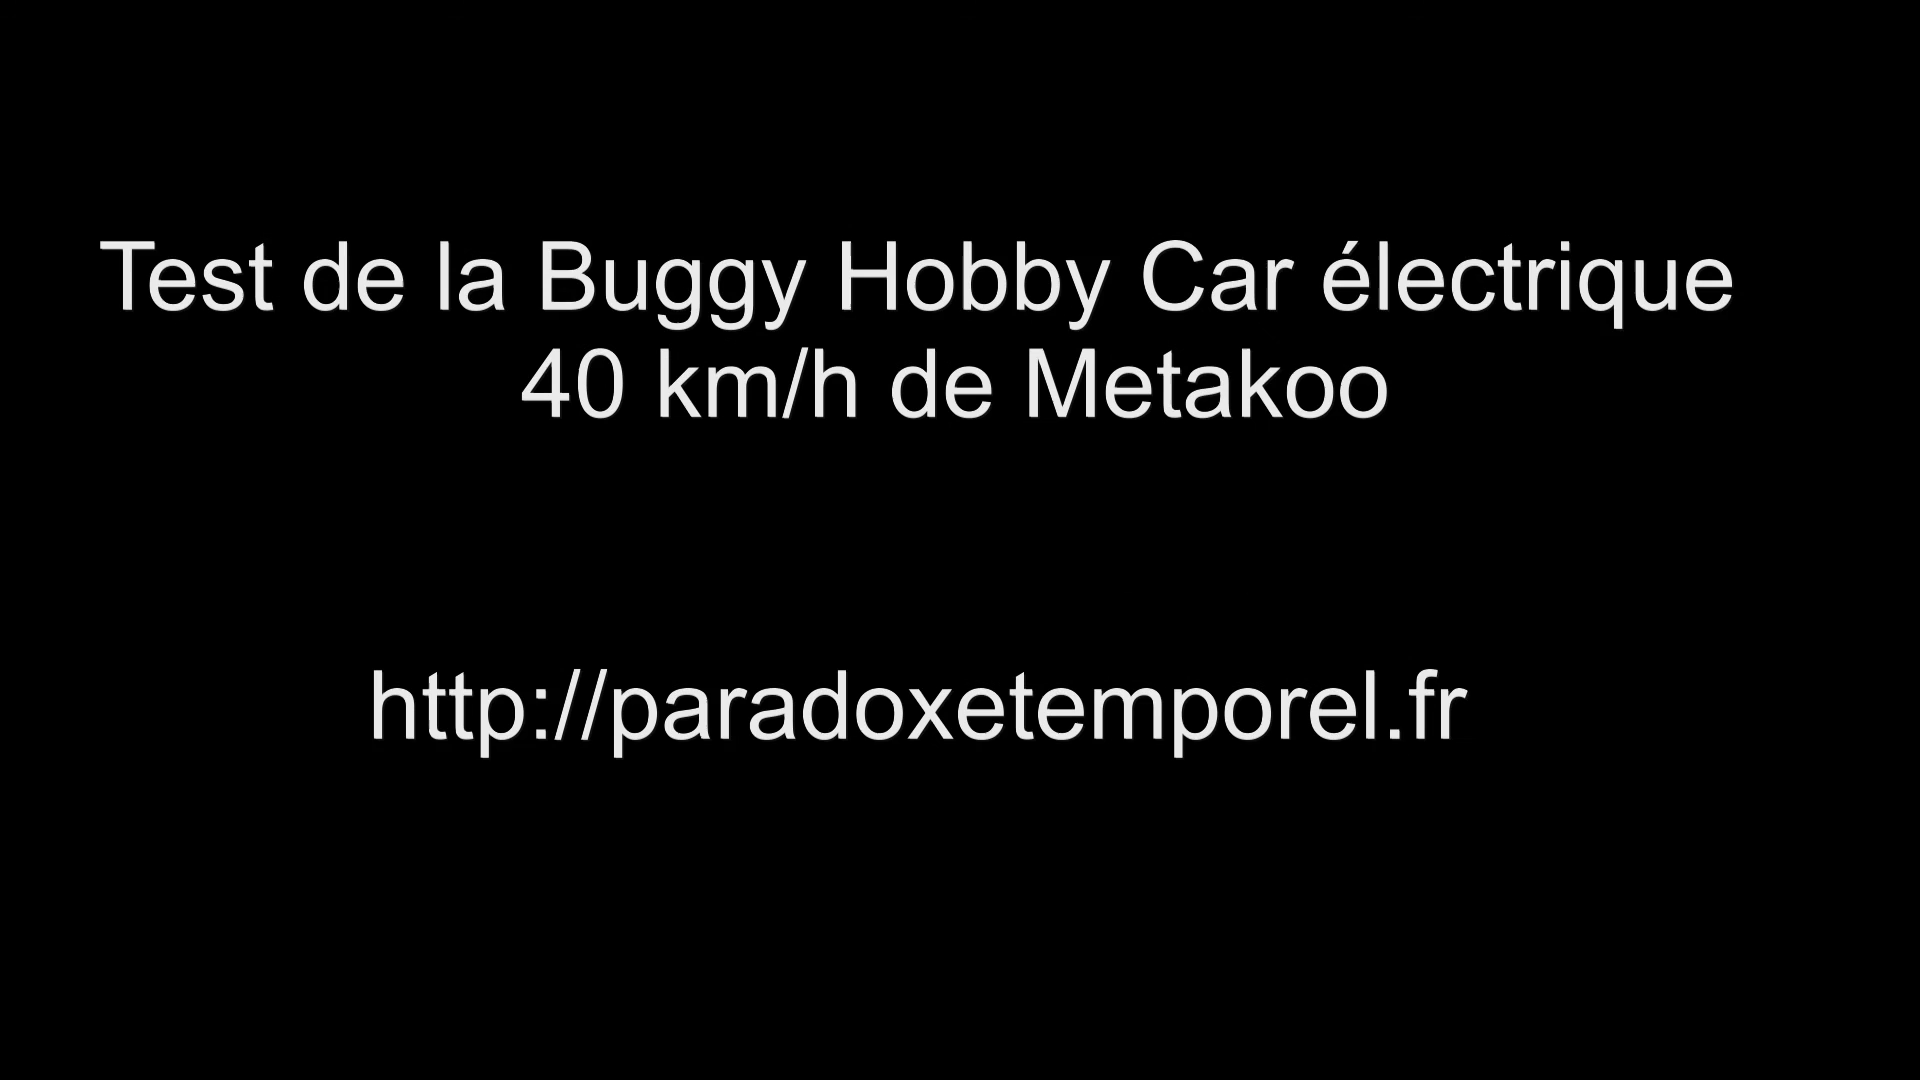 Test de la Buggy Hobby Car électrique
40 km/h de Metakoo
http://paradoxetemporel.fr